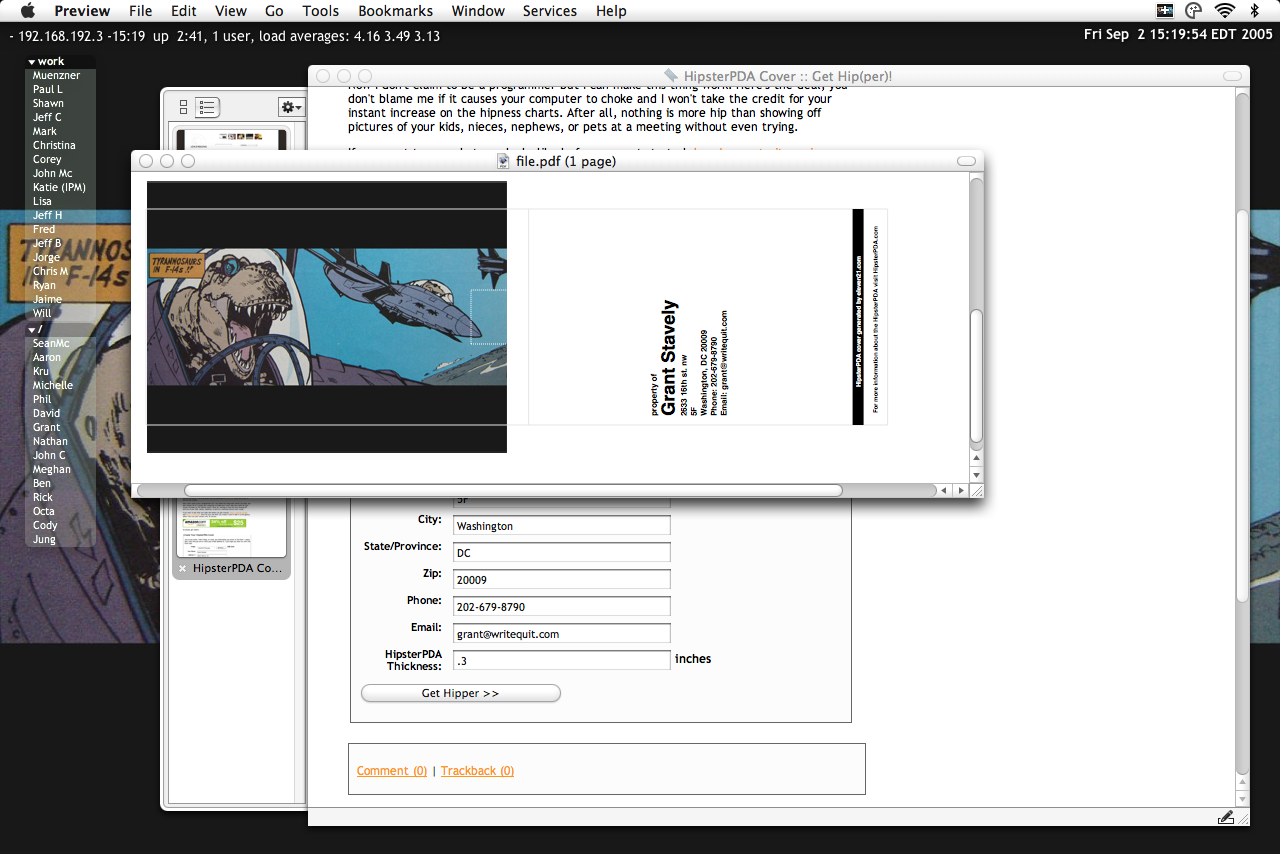 Preview File Edit View Go Tools Bookmarks Window Services Help
- 192.168.192.3 -15:19 up 2:41, 1 user, load averages: 4.16 3.49 3.13
Fri Sep 2 15:19:54 EDT 2005
work
Muenzner
Paul L
Shawn
Jeff C
Mark
Christina
Corey
John Mc
Katie (IPM)
Lisa
Jeff H
Fred
Jeff B
Jorge
Chris M
Ryan
Jaime
Will
/
SeanMc
Aaron
Kru
Michelle
Phil
David
Grant
Nathan
John C
Meghan
Ben
Rick
Octa
Cody
Jung
TYRANNOS
IN F-14s
HipsterPDA Co...
HipsterPDA Cover :: Get Hip(per)!
don't blame me if it causes your computer to choke and I won't take the credit for your
instant increase on the hipness charts. After all, nothing is more hip than showing off
pictures of your kids, nieces, nephews, or pets at a meeting without even trying.
file.pdf (1 page)
TYRANNOSAURS
IN F-14s!!
property of
Grant Stavely
2633 16th st. nw
5F
Washington, DC 20009
Phone: 202-679-8790
Email: grant@writequit.com
HipsterPDA cover generated by eleven21.com
For more information about the HipsterPDA visit HipsterPDA.com
5F
City: Washington
State/Province: DC
Zip: 20009
Phone: 202-679-8790
Email: grant@writequit.com
HipsterPDA
Thickness: .3 inches
Get Hipper >>
Comment (0) | Trackback (0)